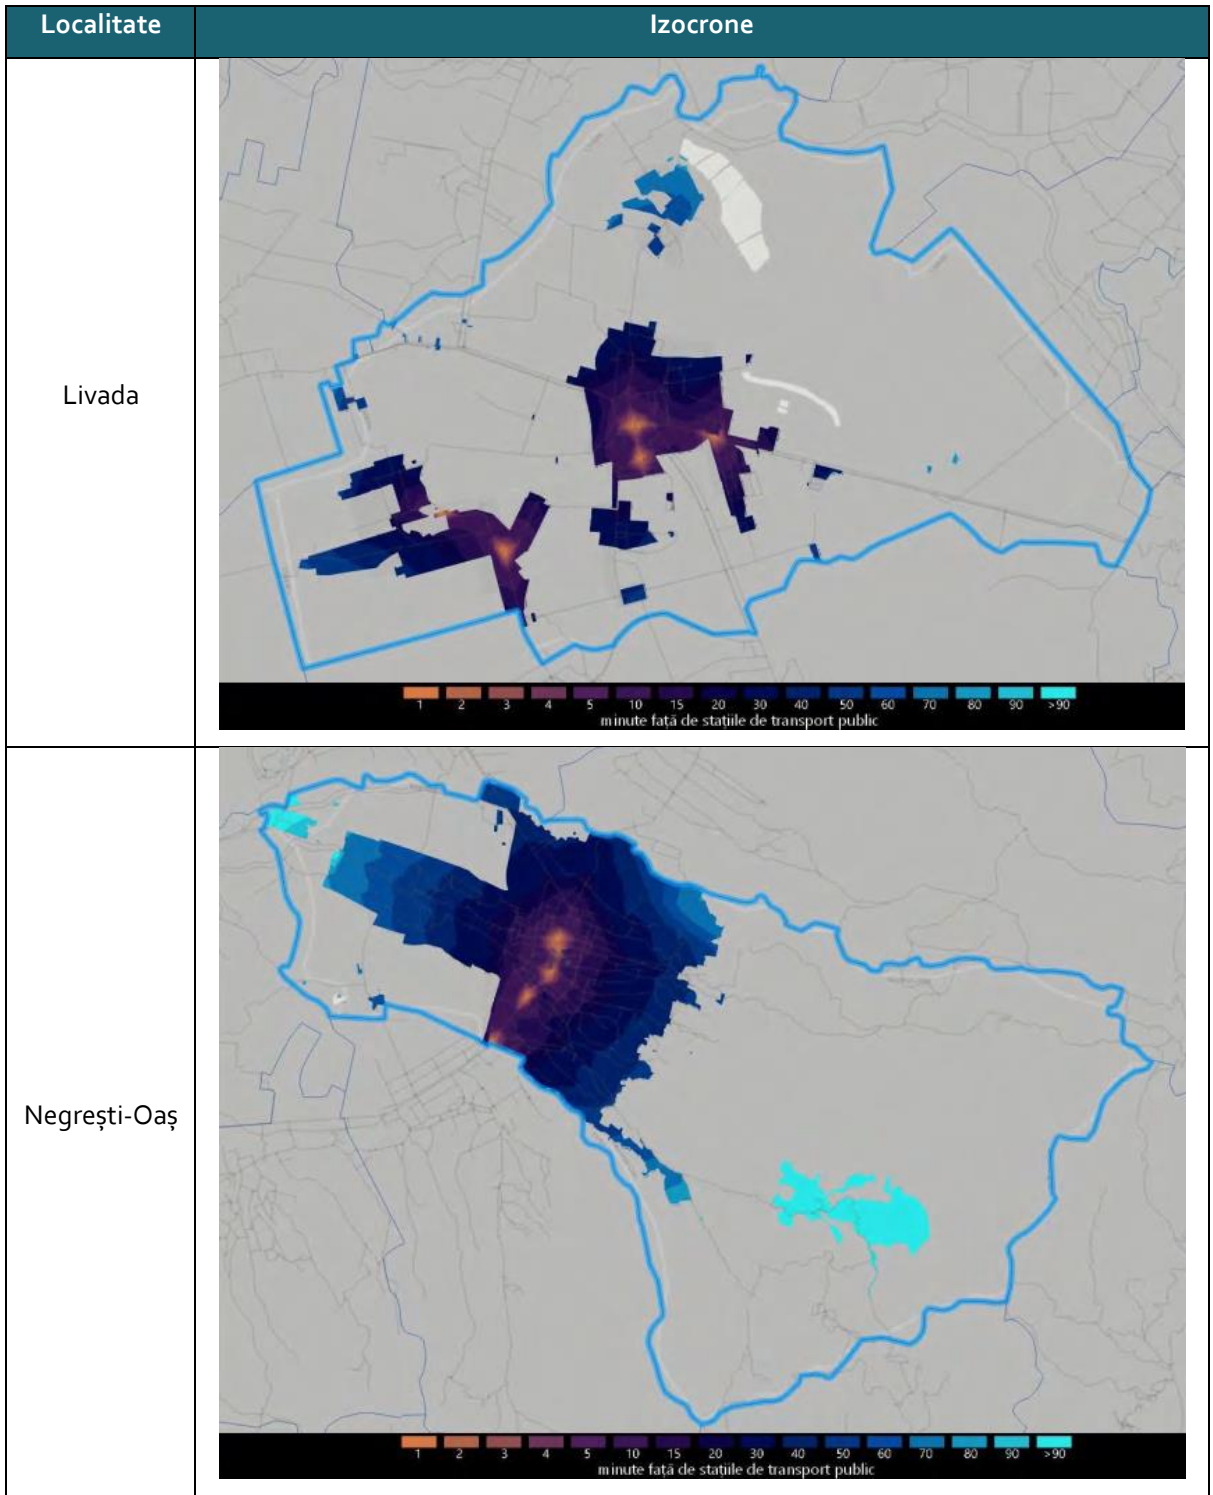 Localitate Izocrone
Livada
1 2 3 4 5 10 15 20 30 40 50 60 70 80 90 >90
minute față de stațiile de transport public
Negrești-Oaș
1 2 3 4 5 10 15 20 30 40 50 60 70 80 90 >90
minute față de stațiile de transport public